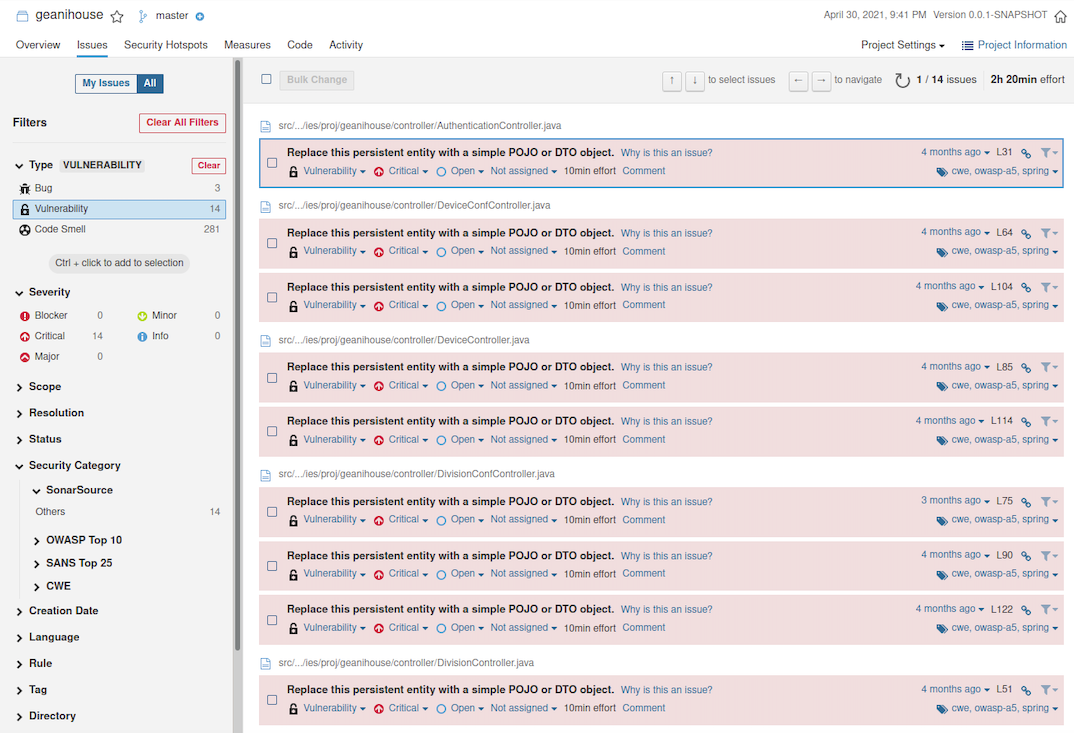 geanihouse master April 30, 2021, 9:41 PM Version 0.0.1-SNAPSHOT
Overview Issues Security Hotspots Measures Code Activity Project Settings Project Information
My Issues All
Bulk Change ↑ ↓ to select issues ← → to navigate 1 / 14 issues 2h 20min effort
Filters Clear All Filters
Type VULNERABILITY Clear
Bug 3
Vulnerability 14
Code Smell 281
Ctrl + click to add to selection
Severity
Blocker 0 Minor 0
Critical 14 Info 0
Major 0
Scope
Resolution
Status
Security Category
SonarSource
Others 14
OWASP Top 10
SANS Top 25
CWE
Creation Date
Language
Rule
Tag
Directory
src/.../ies/proj/geanihouse/controller/AuthenticationController.java
Replace this persistent entity with a simple POJO or DTO object. Why is this an issue? 4 months ago L31
Vulnerability Critical Open Not assigned 10min effort Comment cwe, owasp-a5, spring
src/.../ies/proj/geanihouse/controller/DeviceConfController.java
Replace this persistent entity with a simple POJO or DTO object. Why is this an issue? 4 months ago L64
Vulnerability Critical Open Not assigned 10min effort Comment cwe, owasp-a5, spring
Replace this persistent entity with a simple POJO or DTO object. Why is this an issue? 4 months ago L104
Vulnerability Critical Open Not assigned 10min effort Comment cwe, owasp-a5, spring
src/.../ies/proj/geanihouse/controller/DeviceController.java
Replace this persistent entity with a simple POJO or DTO object. Why is this an issue? 4 months ago L85
Vulnerability Critical Open Not assigned 10min effort Comment cwe, owasp-a5, spring
Replace this persistent entity with a simple POJO or DTO object. Why is this an issue? 4 months ago L114
Vulnerability Critical Open Not assigned 10min effort Comment cwe, owasp-a5, spring
src/.../ies/proj/geanihouse/controller/DivisionConfController.java
Replace this persistent entity with a simple POJO or DTO object. Why is this an issue? 3 months ago L75
Vulnerability Critical Open Not assigned 10min effort Comment cwe, owasp-a5, spring
Replace this persistent entity with a simple POJO or DTO object. Why is this an issue? 4 months ago L90
Vulnerability Critical Open Not assigned 10min effort Comment cwe, owasp-a5, spring
Replace this persistent entity with a simple POJO or DTO object. Why is this an issue? 4 months ago L122
Vulnerability Critical Open Not assigned 10min effort Comment cwe, owasp-a5, spring
src/.../ies/proj/geanihouse/controller/DivisionController.java
Replace this persistent entity with a simple POJO or DTO object. Why is this an issue? 4 months ago L51
Vulnerability Critical Open Not assigned 10min effort Comment cwe, owasp-a5, spring